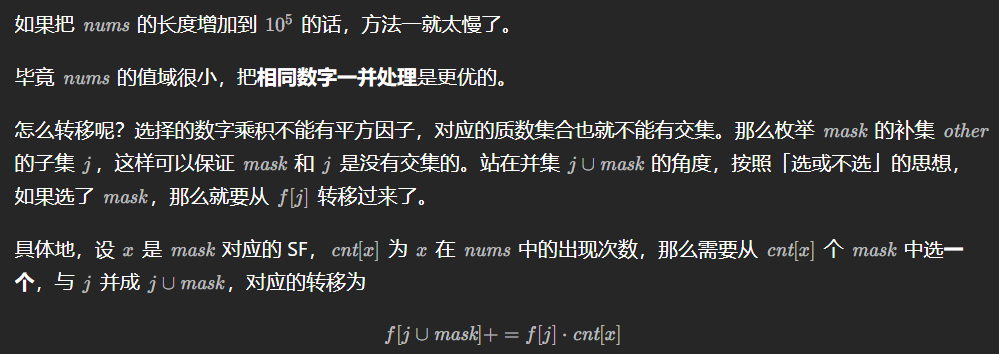 如果把 nums 的长度增加到 10⁵ 的话，方法一就太慢了。
毕竟 nums 的值域很小，把相同数字一并处理是更优的。
怎么转移呢？选择的数字乘积不能有平方因子，对应的质数集合也就不能有交集。那么枚举 mask 的补集 other
的子集 j，这样可以保证 mask 和 j 是没有交集的。站在并集 j ∪ mask 的角度，按照「选或不选」的思想，
如果选了 mask，那么就要从 f[j] 转移过来了。
具体地，设 x 是 mask 对应的 SF，cnt[x] 为 x 在 nums 中的出现次数，那么需要从 cnt[x] 个 mask 中选一
个，与 j 并成 j ∪ mask，对应的转移为
f[j ∪ mask]+ = f[j] · cnt[x]